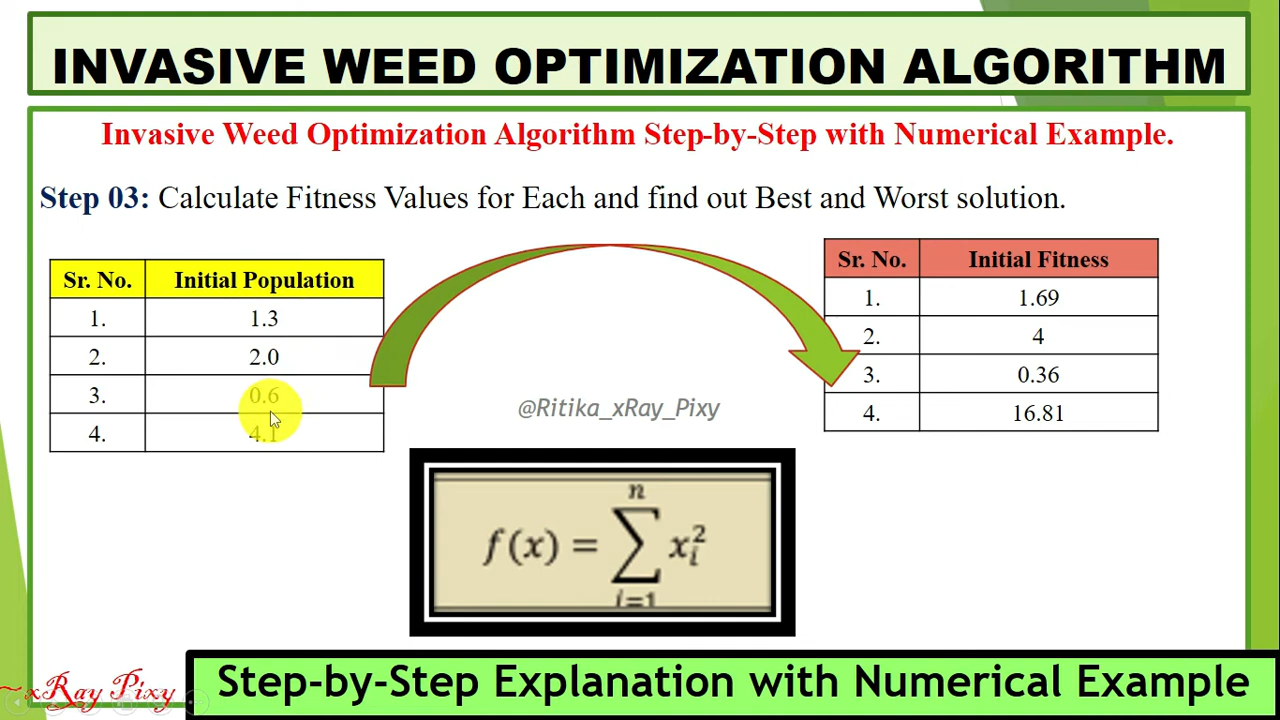 INVASIVE WEED OPTIMIZATION ALGORITHM
Invasive Weed Optimization Algorithm Step-by-Step with Numerical Example.
Step 03: Calculate Fitness Values for Each and find out Best and Worst solution.
Sr. No. Initial Population
1. 1.3
2. 2.0
3. 0.6
4. 4.1
Sr. No. Initial Fitness
1. 1.69
2. 4
3. 0.36
4. 16.81
@Ritika_xRay_Pixy
n
f(x) = ∑ x_i^2
i=1
~xRay Pixy
Step-by-Step Explanation with Numerical Example